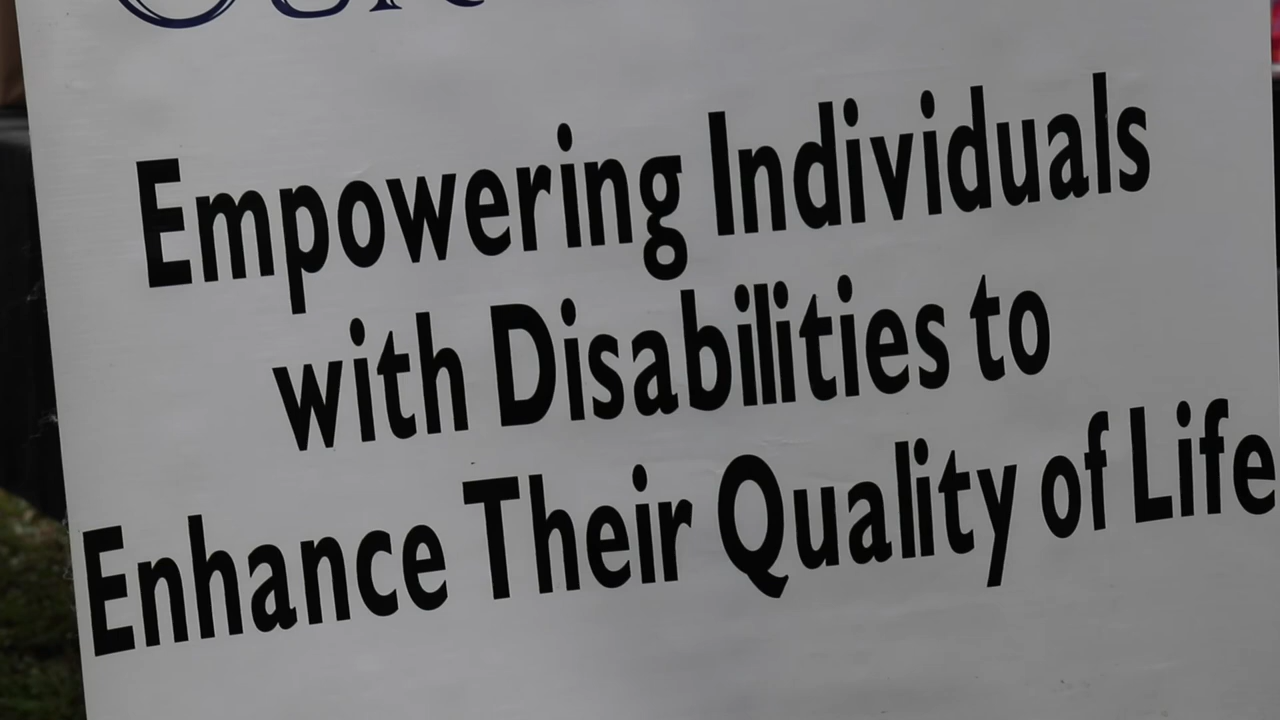 Empowering Individuals
with Disabilities to
Enhance Their Quality of Life